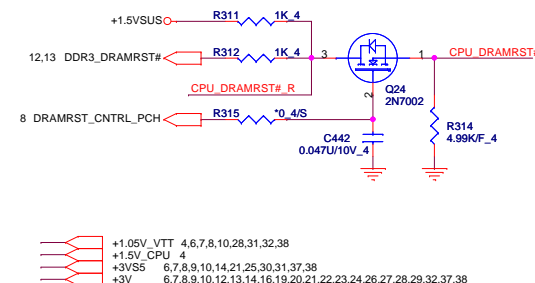 +1.5VSUS R311 1K_4
12,13 DDR3_DRAMRST# R312 1K_4 3 1 CPU_DRAMRST#
CPU_DRAMRST#_R Q24
2N7002
8 DRAMRST_CNTRL_PCH R315 *0_4/S 2
R314
4.99K/F_4
C442
0.047U/10V_4
+1.05V_VTT 4,6,7,8,10,28,31,32,38
+1.5V_CPU 4
+3VS5 6,7,8,9,10,14,21,25,30,31,37,38
+3V 6,7,8,9,10,12,13,14,16,19,20,21,22,23,24,26,27,28,29,32,37,38